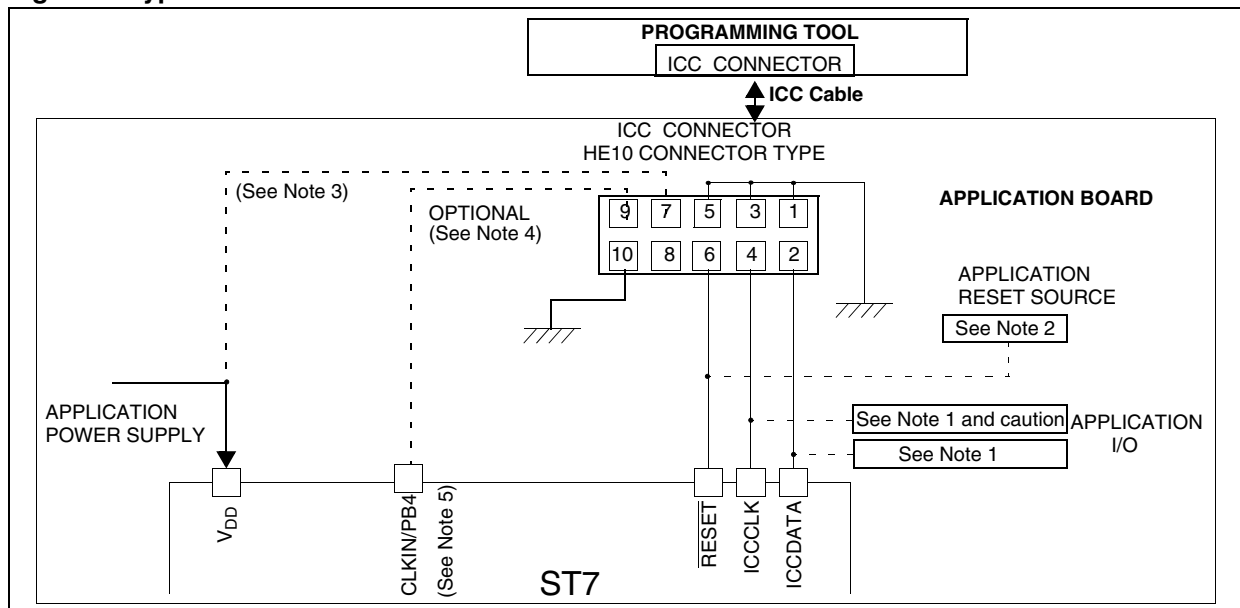 PROGRAMMING TOOL
ICC CONNECTOR
ICC Cable
ICC CONNECTOR
HE10 CONNECTOR TYPE
(See Note 3)
OPTIONAL
(See Note 4)
9 7 5 3 1
10 8 6 4 2
APPLICATION BOARD
APPLICATION
RESET SOURCE
See Note 2
APPLICATION
POWER SUPPLY
See Note 1 and caution
See Note 1
APPLICATION
I/O
VDD
CLKIN/PB4
(See Note 5)
RESET
ICCCLK
ICCDATA
ST7